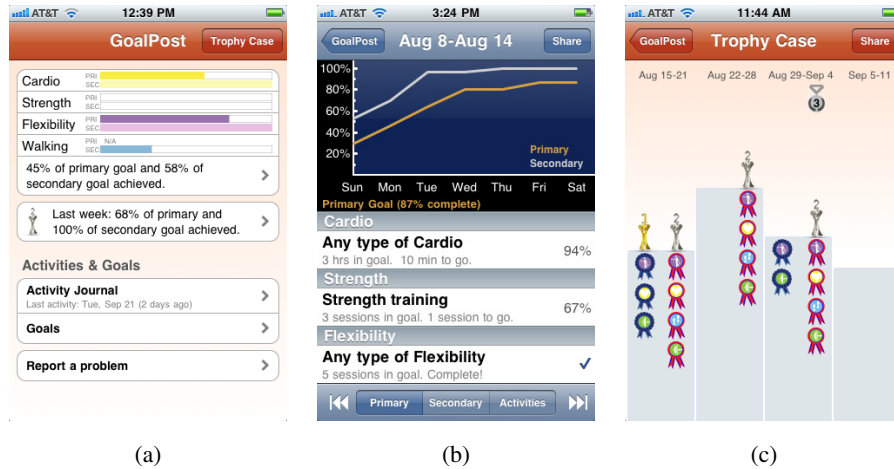 AT&T 12:39 PM
GoalPost Trophy Case
Cardio PRI SEC
Strength PRI SEC
Flexibility PRI SEC
Walking PRI N/A SEC
45% of primary goal and 58% of
secondary goal achieved.
2
Last week: 68% of primary and
100% of secondary goal achieved.
Activities & Goals
Activity Journal
Last activity: Tue, Sep 21 (2 days ago)
Goals
Report a problem
(a)
AT&T 3:24 PM
GoalPost Aug 8-Aug 14 Share
100%
80%
60%
40%
20%
Primary
Secondary
Sun Mon Tue Wed Thu Fri Sat
Primary Goal (87% complete)
Cardio
Any type of Cardio
3 hrs in goal. 10 min to go.
94%
Strength
Strength training
3 sessions in goal. 1 session to go.
67%
Flexibility
Any type of Flexibility
5 sessions in goal. Complete!
Primary Secondary Activities
(b)
AT&T 11:44 AM
GoalPost Trophy Case Share
Aug 15-21 Aug 22-28 Aug 29-Sep 4 Sep 5-11
3
2
1 2 2
(c)